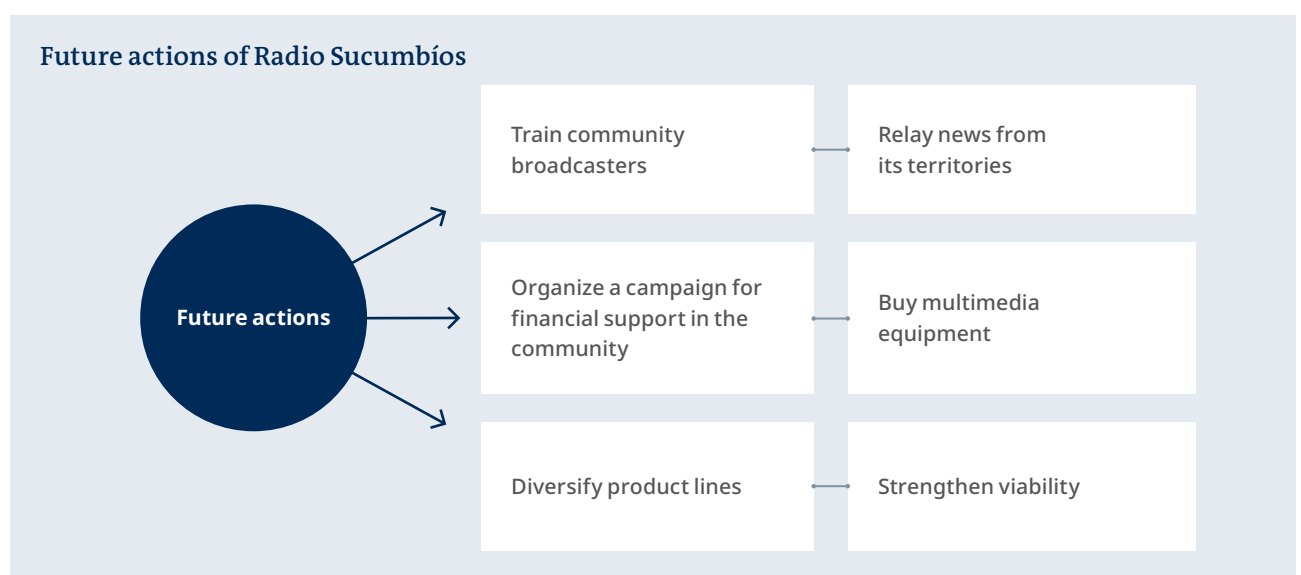 Future actions of Radio Sucumbíos
Future actions
Train community
broadcasters
Relay news from
its territories
Organize a campaign for
financial support in the
community
Buy multimedia
equipment
Diversify product lines
Strengthen viability